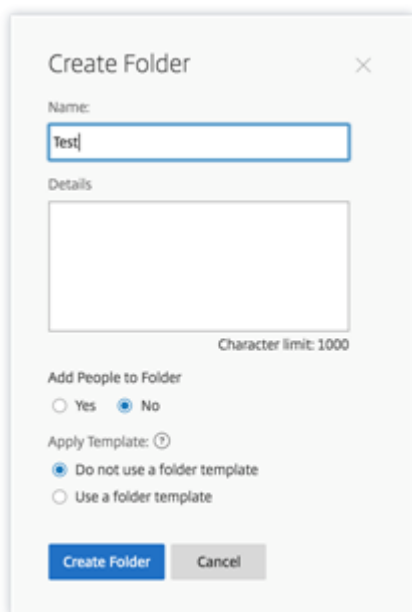 Create Folder
Name:
Test
Details
Character limit: 1000
Add People to Folder
Yes No
Apply Template: ?
Do not use a folder template
Use a folder template
Create Folder Cancel